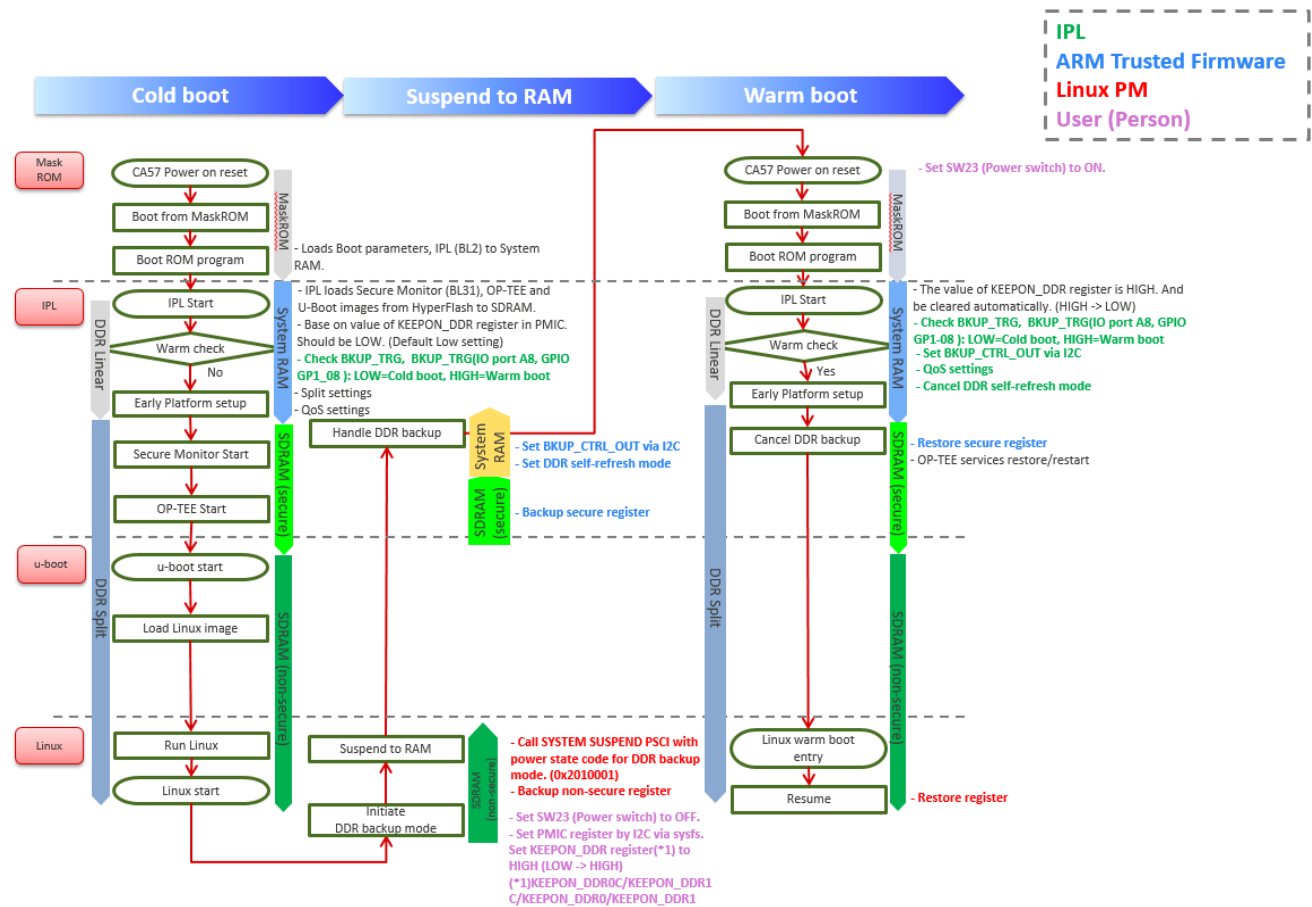 IPL
ARM Trusted Firmware
Linux PM
User (Person)
Cold boot
Suspend to RAM
Warm boot
Mask
ROM
CA57 Power on reset
Boot from MaskROM
Boot ROM program
MaskROM
- Loads Boot parameters, IPL (BL2) to System
RAM.
CA57 Power on reset
Boot from MaskROM
Boot ROM program
MaskROM
- Set SW23 (Power switch) to ON.
IPL
DDR Linear
IPL Start
Warm check
No
Early Platform setup
Secure Monitor Start
OP-TEE Start
System RAM
SDRAM (secure)
- IPL loads Secure Monitor (BL31), OP-TEE and
U-Boot images from HyperFlash to SDRAM.
- Base on value of KEEPON_DDR register in PMIC.
Should be LOW. (Default Low setting)
- Check BKUP_TRG, BKUP_TRG(IO port A8, GPIO
GP1_08 ): LOW=Cold boot, HIGH=Warm boot
- Split settings
- QoS settings
Handle DDR backup
System
RAM
- Set BKUP_CTRL_OUT via I2C
- Set DDR self-refresh mode
SDRAM
(secure)
- Backup secure register
DDR Linear
IPL Start
Warm check
Yes
Early Platform setup
Cancel DDR backup
System RAM
SDRAM (secure)
- The value of KEEPON_DDR register is HIGH. And
be cleared automatically. (HIGH -> LOW)
- Check BKUP_TRG, BKUP_TRG(IO port A8, GPIO
GP1-08 ): LOW=Cold boot, HIGH=Warm boot
- Set BKUP_CTRL_OUT via I2C
- QoS settings
- Cancel DDR self-refresh mode
- Restore secure register
- OP-TEE services restore/restart
u-boot
DDR Split
u-boot start
Load Linux image
SDRAM (non-secure)
DDR Split
SDRAM (non-secure)
Linux
Run Linux
Linux start
Suspend to RAM
Initiate
DDR backup mode
SDRAM
(non-secure)
- Call SYSTEM SUSPEND PSCI with
power state code for DDR backup
mode. (0x2010001)
- Backup non-secure register
- Set SW23 (Power switch) to OFF.
- Set PMIC register by I2C via sysfs.
Set KEEPON_DDR register(*1) to
HIGH (LOW -> HIGH)
(*1)KEEPON_DDR0C/KEEPON_DDR1
C/KEEPON_DDR0/KEEPON_DDR1
Linux warm boot
entry
Resume
- Restore register